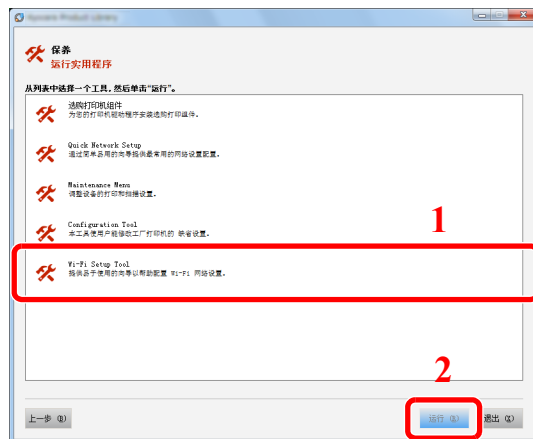 Kyocera Product Library
保养
运行实用程序
从列表中选择一个工具，然后单击“运行”。
选购打印机组件
为您的打印机驱动程序安装选购打印组件。
Quick Network Setup
通过简单易用的向导提供最常用的网络设置配置。
Maintenance Menu
调整设备的打印和扫描设置。
Configuration Tool
本工具使用户能修改工厂打印机的 缺省设置。
1
Wi-Fi Setup Tool
提供易于使用的向导以帮助配置 Wi-Fi 网络设置。
2
上一步 (B)
运行 (R)
退出 (X)